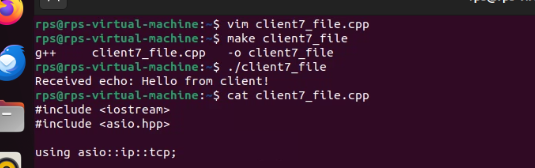 rps@rps-virtual-machine:~$ vim client7_file.cpp
rps@rps-virtual-machine:~$ make client7_file
g++     client7_file.cpp   -o client7_file
rps@rps-virtual-machine:~$ ./client7_file
Received echo: Hello from client!
rps@rps-virtual-machine:~$ cat client7_file.cpp
#include <iostream>
#include <asio.hpp>

using asio::ip::tcp;